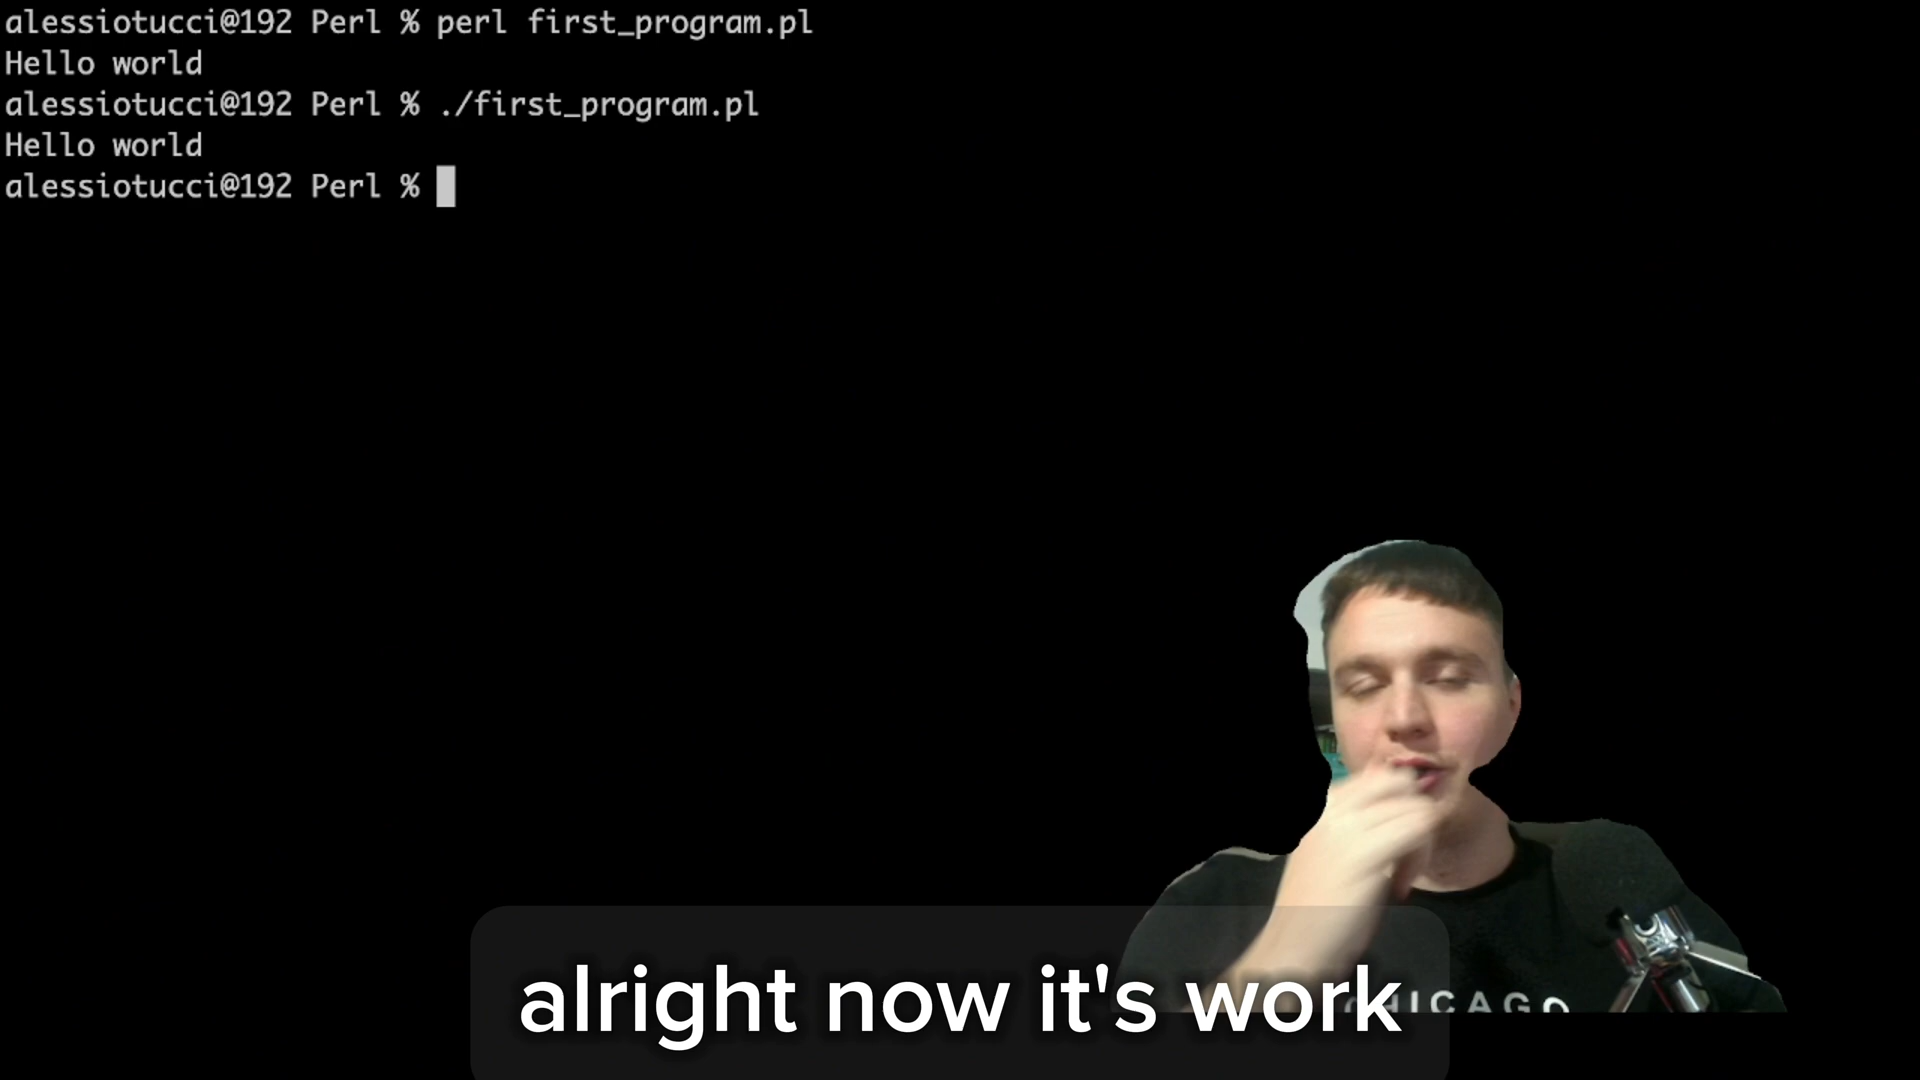 alessiotucci@192 Perl % perl first_program.pl
Hello world
alessiotucci@192 Perl % ./first_program.pl
Hello world
alessiotucci@192 Perl %
alright now it's work
CHICAGO